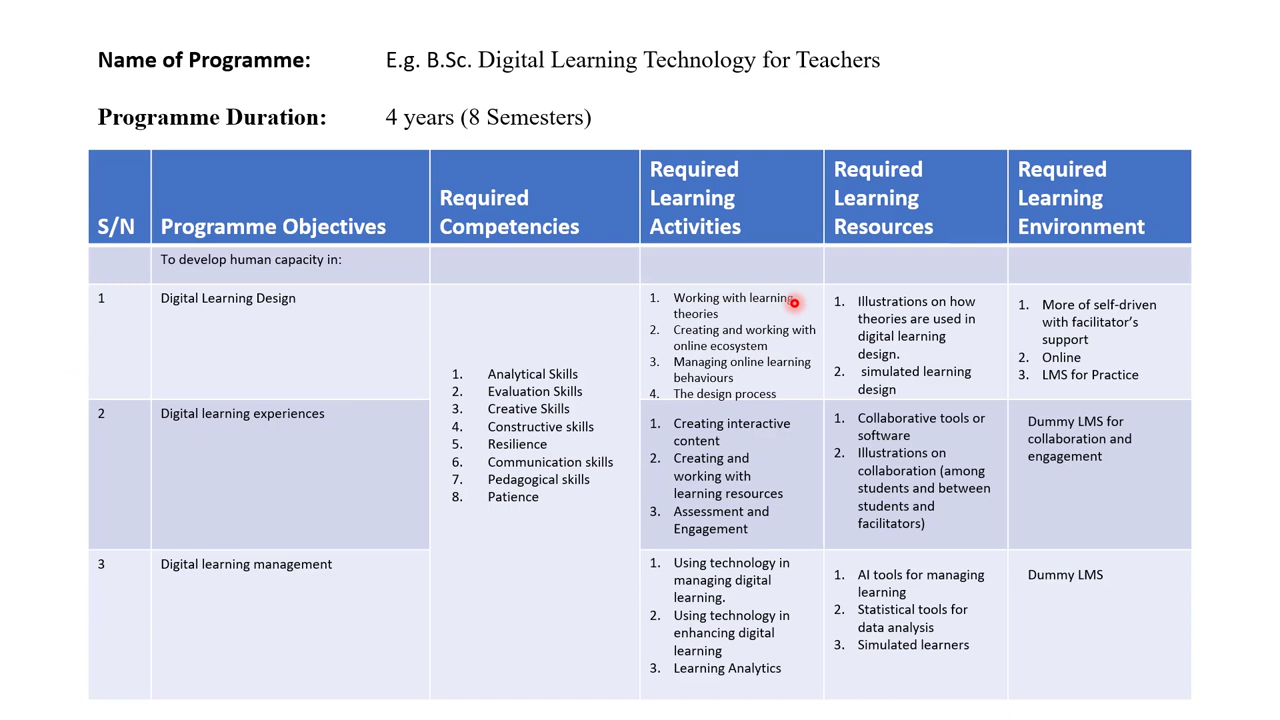 Name of Programme: E.g. B.Sc. Digital Learning Technology for Teachers
Programme Duration: 4 years (8 Semesters)
S/N
Programme Objectives
Required
Competencies
Required
Learning
Activities
Required
Learning
Resources
Required
Learning
Environment
To develop human capacity in:
1
Digital Learning Design
1. Analytical Skills
2. Evaluation Skills
3. Creative Skills
4. Constructive skills
5. Resilience
6. Communication skills
7. Pedagogical skills
8. Patience
1. Working with learning
theories
2. Creating and working with
online ecosystem
3. Managing online learning
behaviours
4. The design process
1. Illustrations on how
theories are used in
digital learning
design.
2. simulated learning
design
1. More of self-driven
with facilitator’s
support
2. Online
3. LMS for Practice
2
Digital learning experiences
1. Creating interactive
content
2. Creating and
working with
learning resources
3. Assessment and
Engagement
1. Collaborative tools or
software
2. Illustrations on
collaboration (among
students and between
students and
facilitators)
Dummy LMS for
collaboration and
engagement
3
Digital learning management
1. Using technology in
managing digital
learning.
2. Using technology in
enhancing digital
learning
3. Learning Analytics
1. AI tools for managing
learning
2. Statistical tools for
data analysis
3. Simulated learners
Dummy LMS